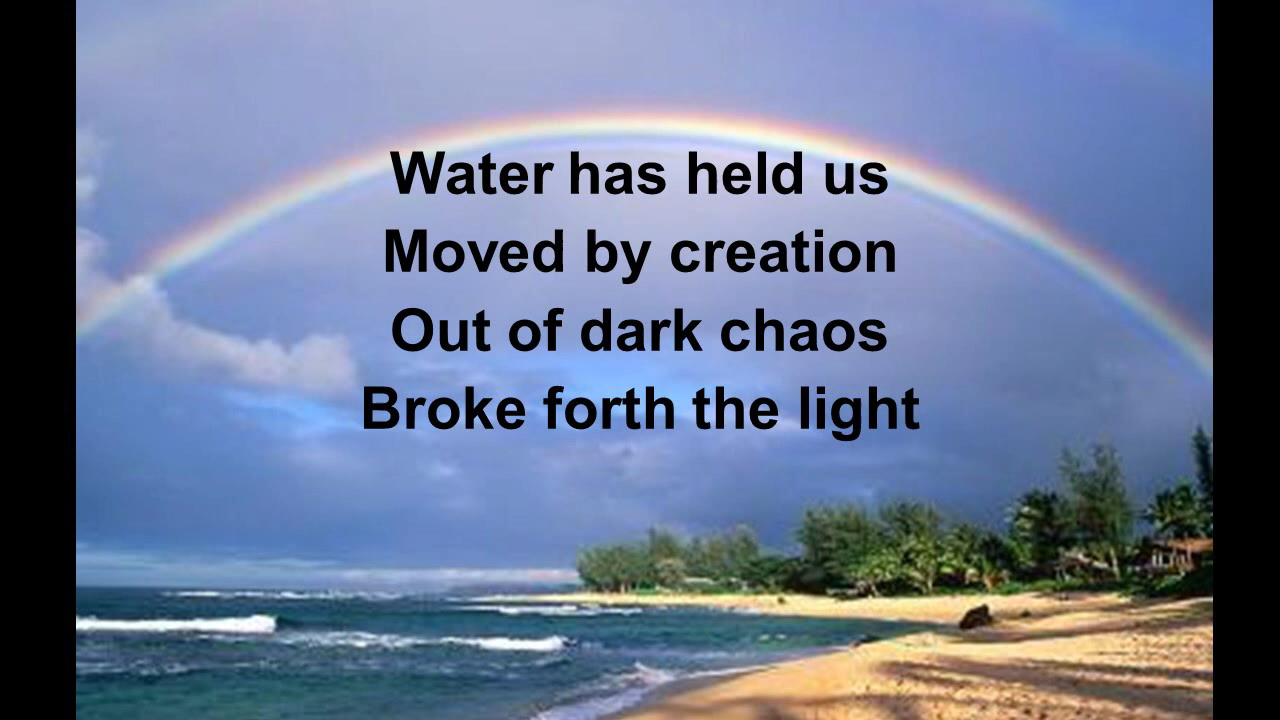 Water has held us
Moved by creation
Out of dark chaos
Broke forth the light